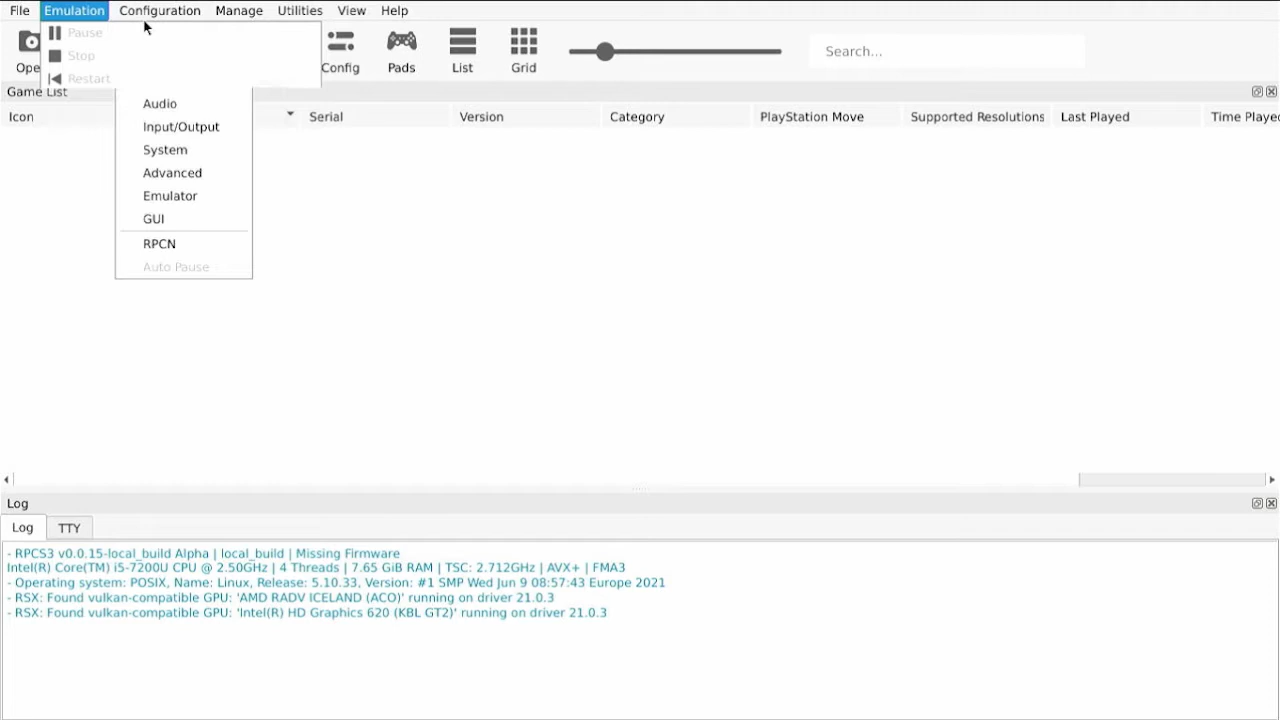 File Emulation Configuration Manage Utilities View Help
Pause
Stop
Restart
Ope Config Pads List Grid Search...
Game List
Icon Serial Version Category PlayStation Move Supported Resolutions Last Played Time Played
Audio
Input/Output
System
Advanced
Emulator
GUI
RPCN
Auto Pause
Log
Log TTY
- RPCS3 v0.0.15-local_build Alpha | local_build | Missing Firmware
Intel(R) Core(TM) i5-7200U CPU @ 2.50GHz | 4 Threads | 7.65 GiB RAM | TSC: 2.712GHz | AVX+ | FMA3
- Operating system: POSIX, Name: Linux, Release: 5.10.33, Version: #1 SMP Wed Jun 9 08:57:43 Europe 2021
- RSX: Found vulkan-compatible GPU: 'AMD RADV ICELAND (ACO)' running on driver 21.0.3
- RSX: Found vulkan-compatible GPU: 'Intel(R) HD Graphics 620 (KBL GT2)' running on driver 21.0.3